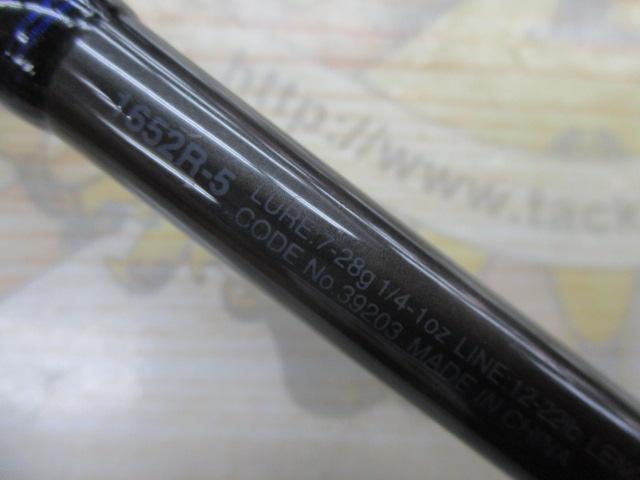 1652R-5 LURE:7-28g 1/4-1oz LINE:12-22lb
CODE No.39203 MADE IN CHINA
http://www.tack